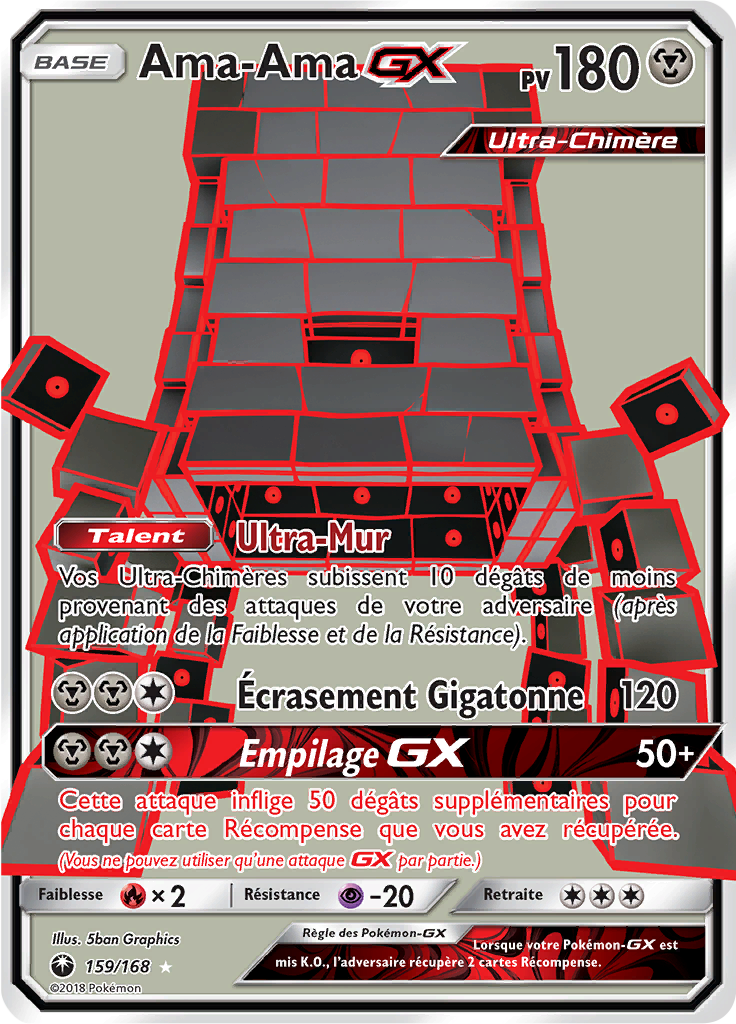 BASE Ama-Ama GX PV 180
Ultra-Chimère
Talent Ultra-Mur
Vos Ultra-Chimères subissent 10 dégâts de moins
provenant des attaques de votre adversaire (après
application de la Faiblesse et de la Résistance).
Écrasement Gigatonne 120
Empilage GX 50+
Cette attaque inflige 50 dégâts supplémentaires pour
chaque carte Récompense que vous avez récupérée.
(Vous ne pouvez utiliser qu'une attaque GX par partie.)
Faiblesse ×2 Résistance -20 Retraite
Illus. 5ban Graphics
159/168
©2018 Pokémon
Règle des Pokémon-GX
Lorsque votre Pokémon-GX est
mis K.O., l'adversaire récupère 2 cartes Récompense.